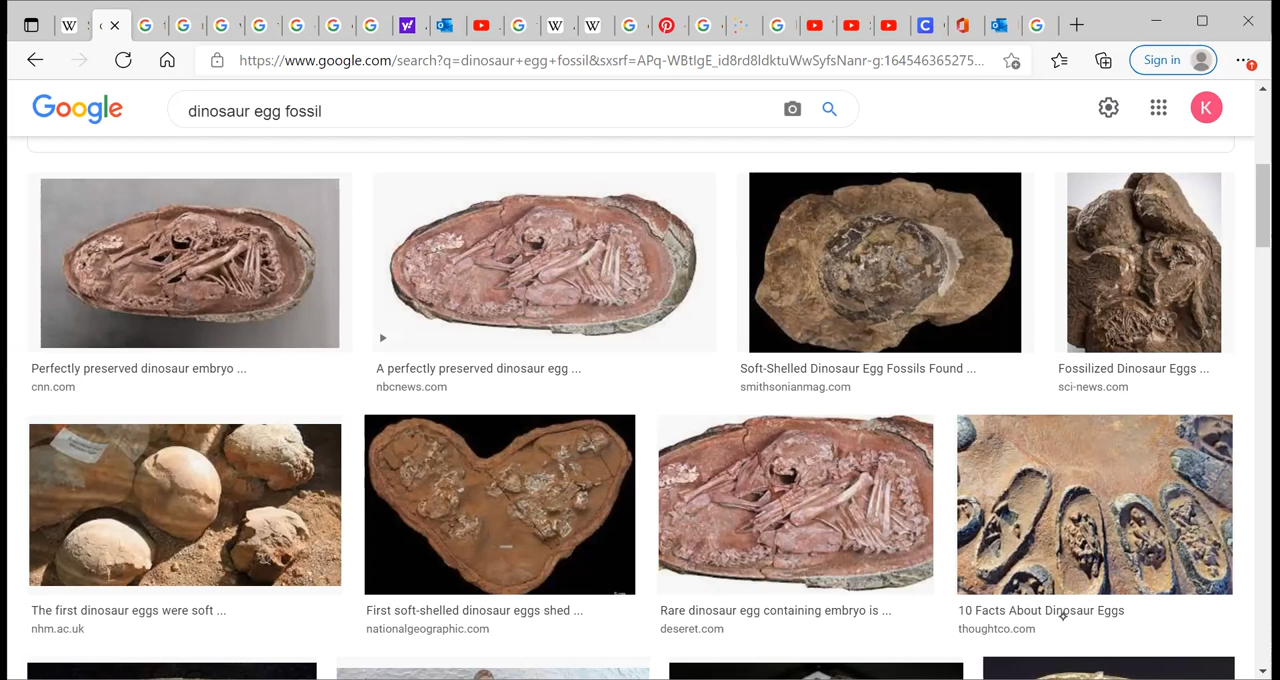 https://www.google.com/search?q=dinosaur+egg+fossil&sxsrf=APq-WBtIgE_id8rd8IdktuWwSyfsNanr-g:164546365275...
Sign in
Google
dinosaur egg fossil
K
Perfectly preserved dinosaur embryo ...
cnn.com
A perfectly preserved dinosaur egg ...
nbcnews.com
Soft-Shelled Dinosaur Egg Fossils Found ...
smithsonianmag.com
Fossilized Dinosaur Eggs ...
sci-news.com
The first dinosaur eggs were soft ...
nhm.ac.uk
First soft-shelled dinosaur eggs shed ...
nationalgeographic.com
Rare dinosaur egg containing embryo is ...
deseret.com
10 Facts About Dinosaur Eggs
thoughtco.com